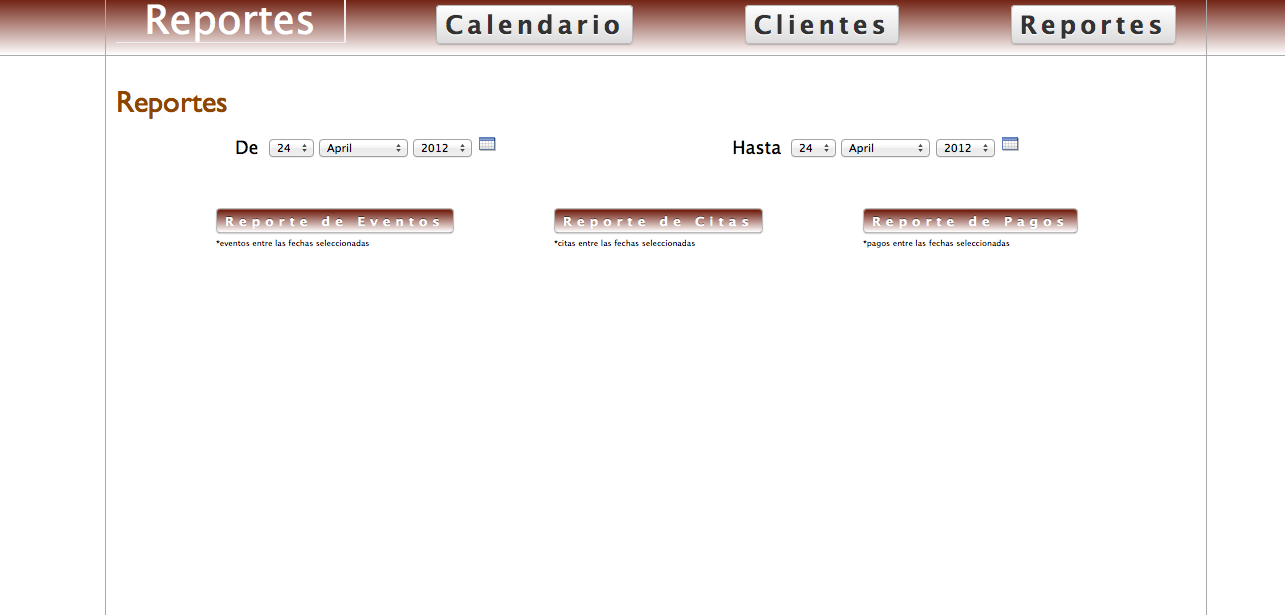 Reportes Calendario Clientes Reportes
Reportes
De 24 April 2012 Hasta 24 April 2012
Reporte de Eventos Reporte de Citas Reporte de Pagos
*eventos entre las fechas seleccionadas *citas entre las fechas seleccionadas *pagos entre las fechas seleccionadas